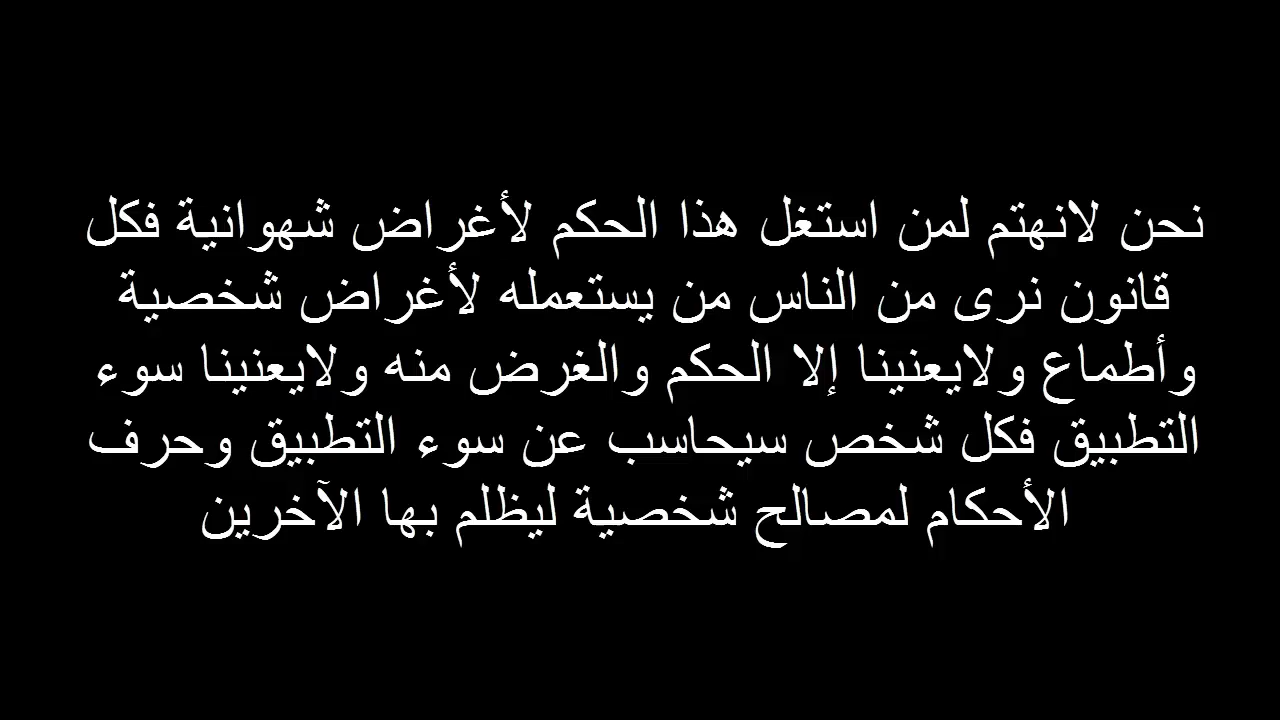 نحن لانهتم لمن استغل هذا الحكم لأغراض شهوانية فكل
قانون نرى من الناس من يستعمله لأغراض شخصية
وأطماع ولايعنينا إلا الحكم والغرض منه ولايعنينا سوء
التطبيق فكل شخص سيحاسب عن سوء التطبيق وحرف
الأحكام لمصالح شخصية ليظلم بها الآخرين